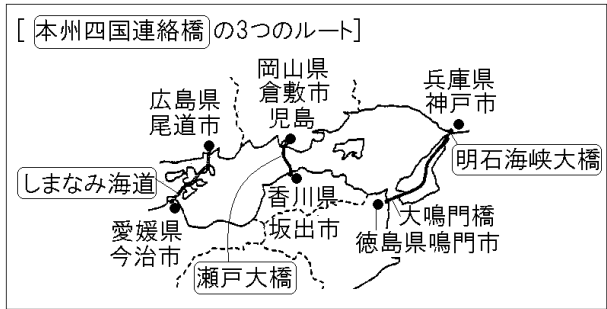 [本州四国連絡橋の3つのルート]
岡山県
倉敷市
児島
広島県
尾道市
兵庫県
神戸市
しまなみ海道
明石海峡大橋
愛媛県
今治市
香川県
坂出市
大鳴門橋
徳島県鳴門市
瀬戸大橋